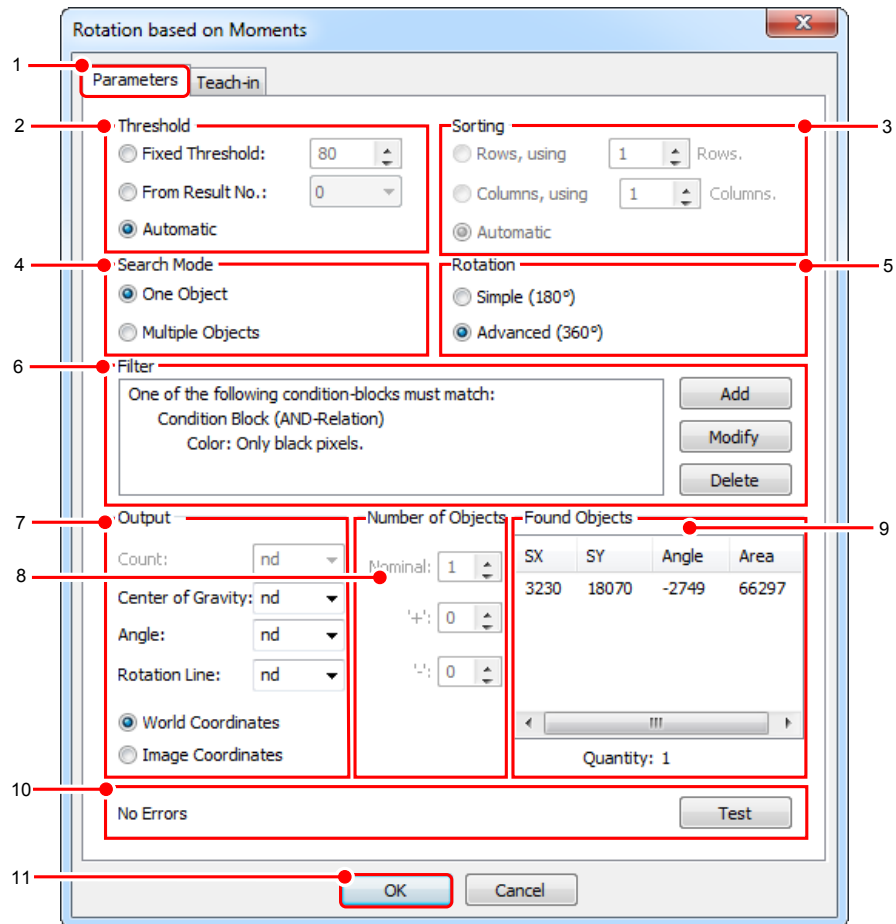 Rotation based on Moments
1
Parameters Teach-in
2
Threshold
Fixed Threshold: 80
From Result No.: 0
Automatic
Sorting
3
Rows, using 1 Rows.
Columns, using 1 Columns.
Automatic
4
Search Mode
One Object
Multiple Objects
Rotation
5
Simple (180°)
Advanced (360°)
6
Filter
One of the following condition-blocks must match:
Condition Block (AND-Relation)
Color: Only black pixels.
Add
Modify
Delete
7
Output
Count: nd
Center of Gravity: nd
Angle: nd
Rotation Line: nd
World Coordinates
Image Coordinates
8
Number of Objects
Nominal: 1
'+': 0
'-': 0
Found Objects
9
SX SY Angle Area
3230 18070 -2749 66297
Quantity: 1
10
No Errors
Test
11
OK Cancel